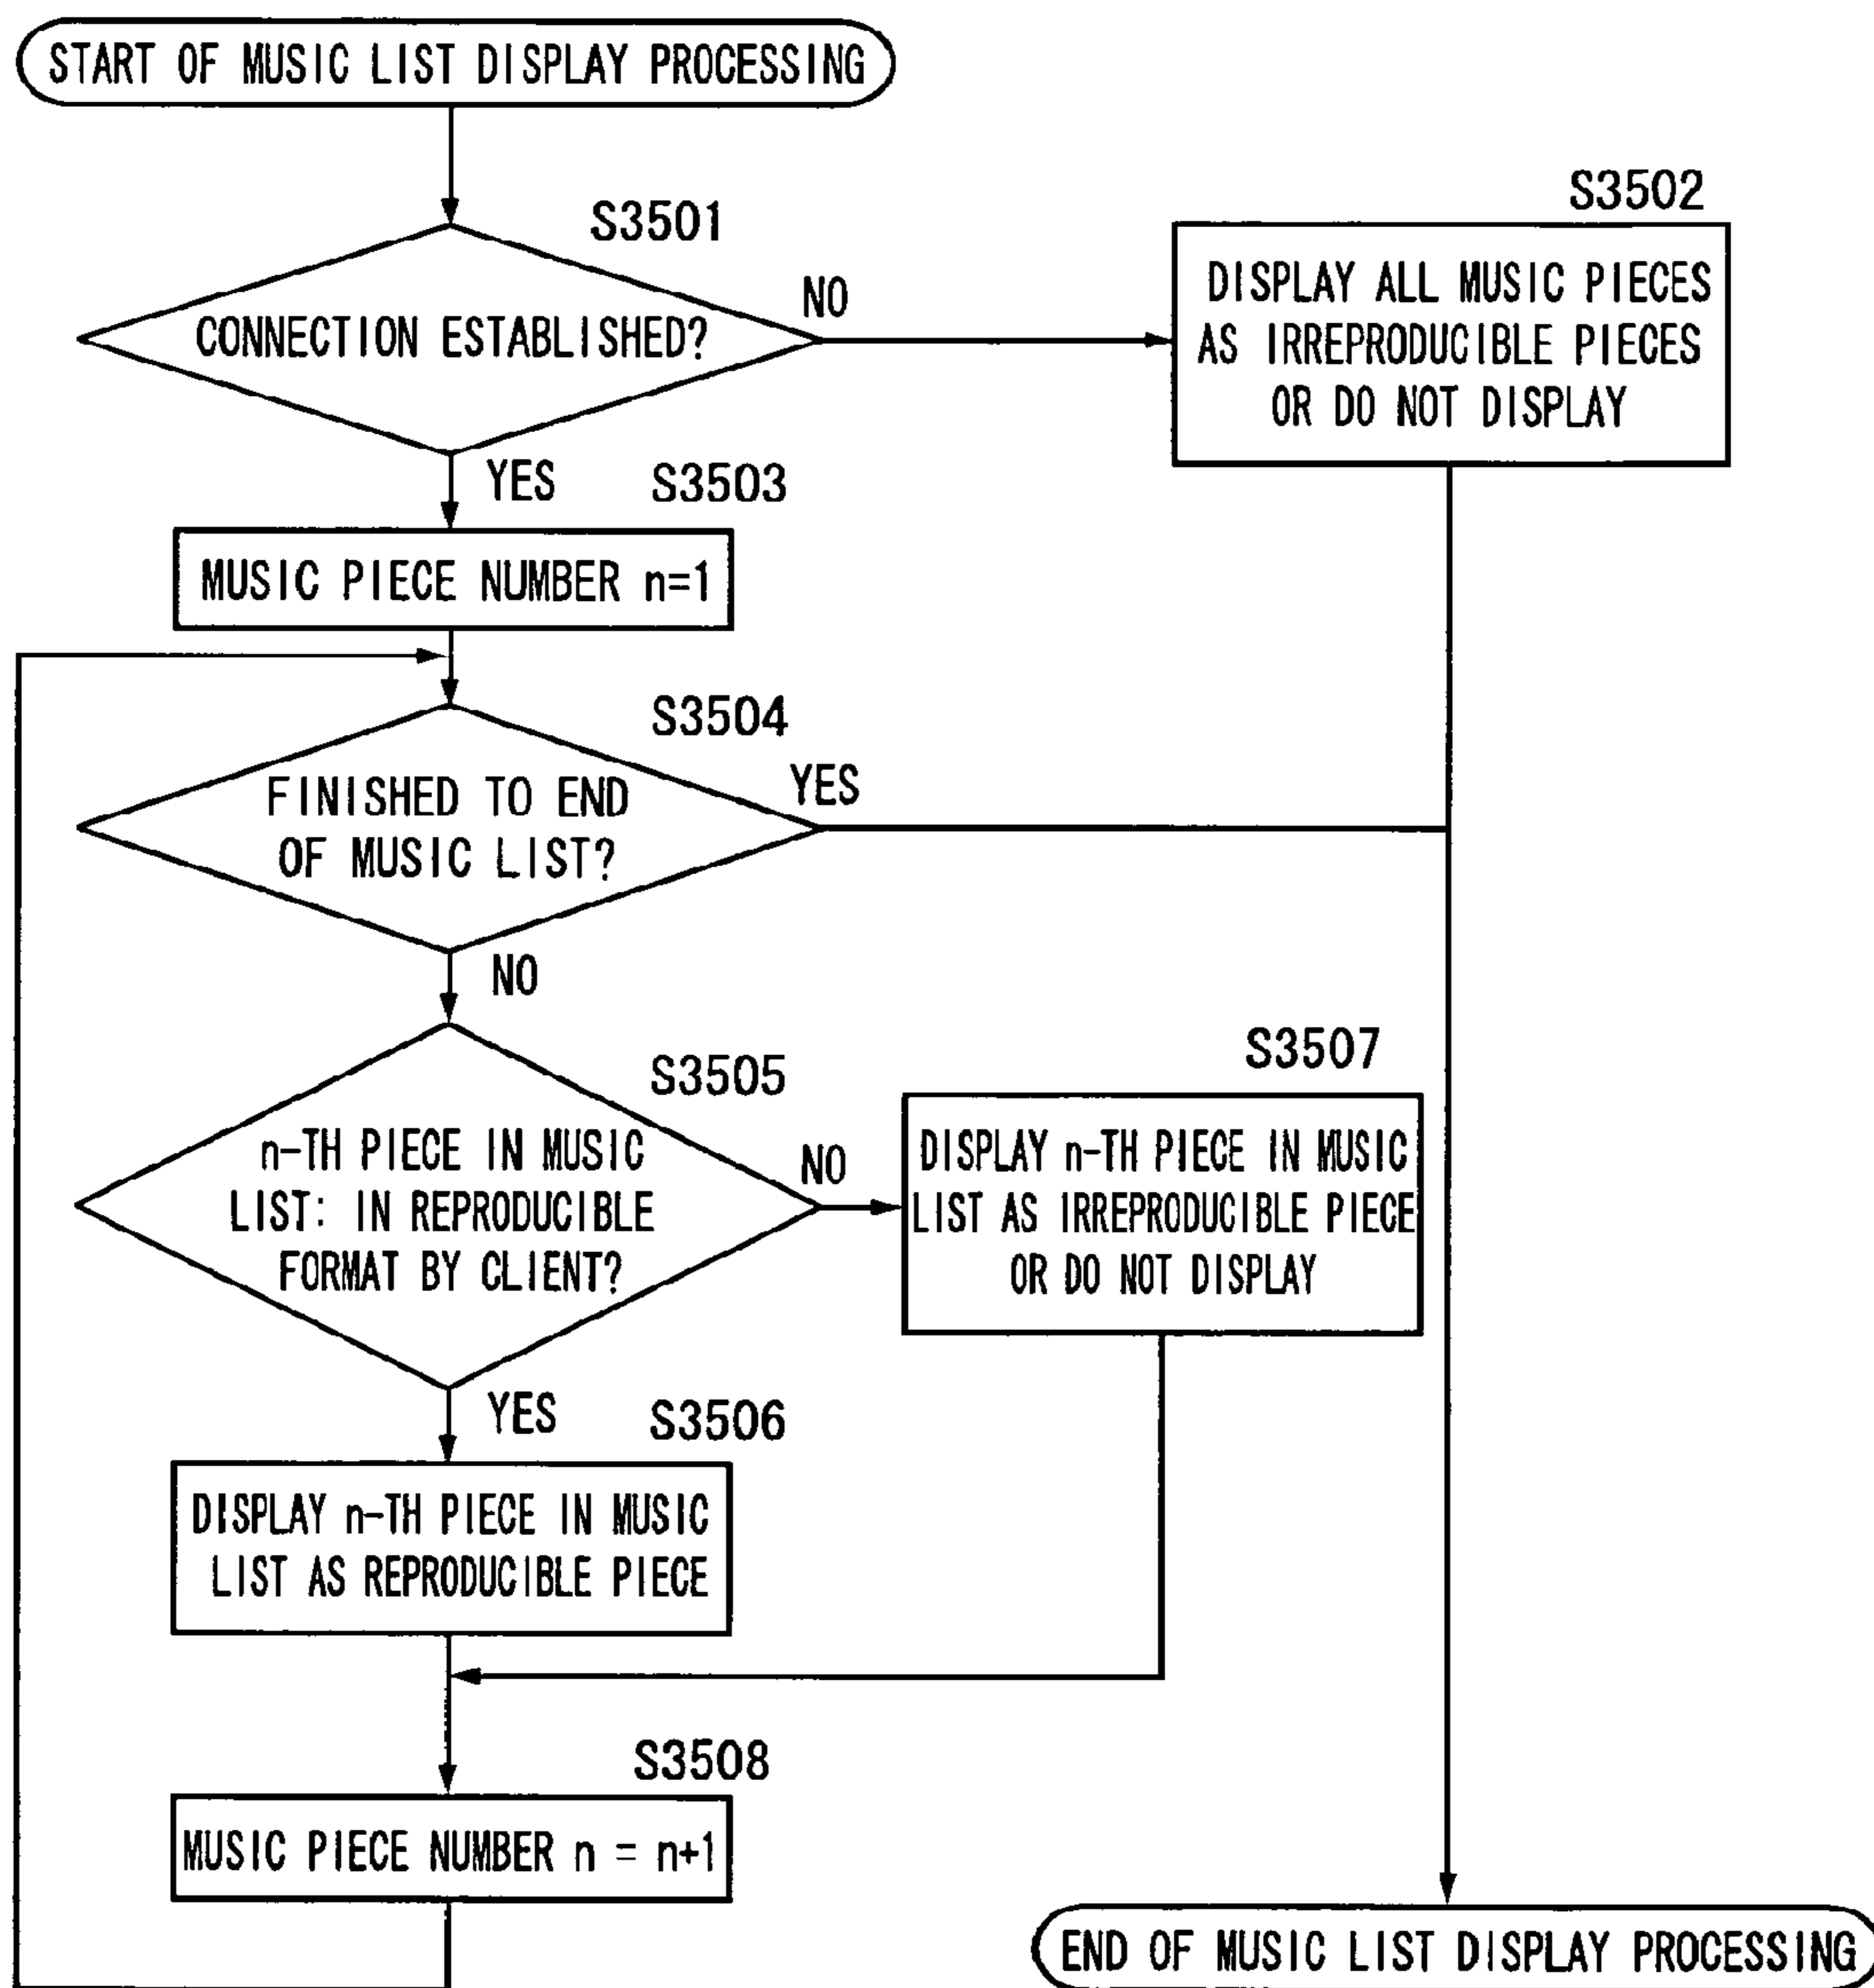 START OF MUSIC LIST DISPLAY PROCESSING
S3501
CONNECTION ESTABLISHED?
NO
S3502
DISPLAY ALL MUSIC PIECES
AS IRREPRODUCIBLE PIECES
OR DO NOT DISPLAY
YES
S3503
MUSIC PIECE NUMBER n=1
S3504
FINISHED TO END
OF MUSIC LIST?
YES
NO
S3505
n-TH PIECE IN MUSIC
LIST: IN REPRODUCIBLE
FORMAT BY CLIENT?
NO
S3507
DISPLAY n-TH PIECE IN MUSIC
LIST AS IRREPRODUCIBLE PIECE
OR DO NOT DISPLAY
YES
S3506
DISPLAY n-TH PIECE IN MUSIC
LIST AS REPRODUCIBLE PIECE
S3508
MUSIC PIECE NUMBER n = n+1
END OF MUSIC LIST DISPLAY PROCESSING